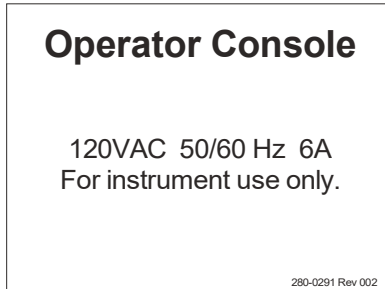 Operator Console
120VAC 50/60 Hz 6A
For instrument use only.
280-0291 Rev 002